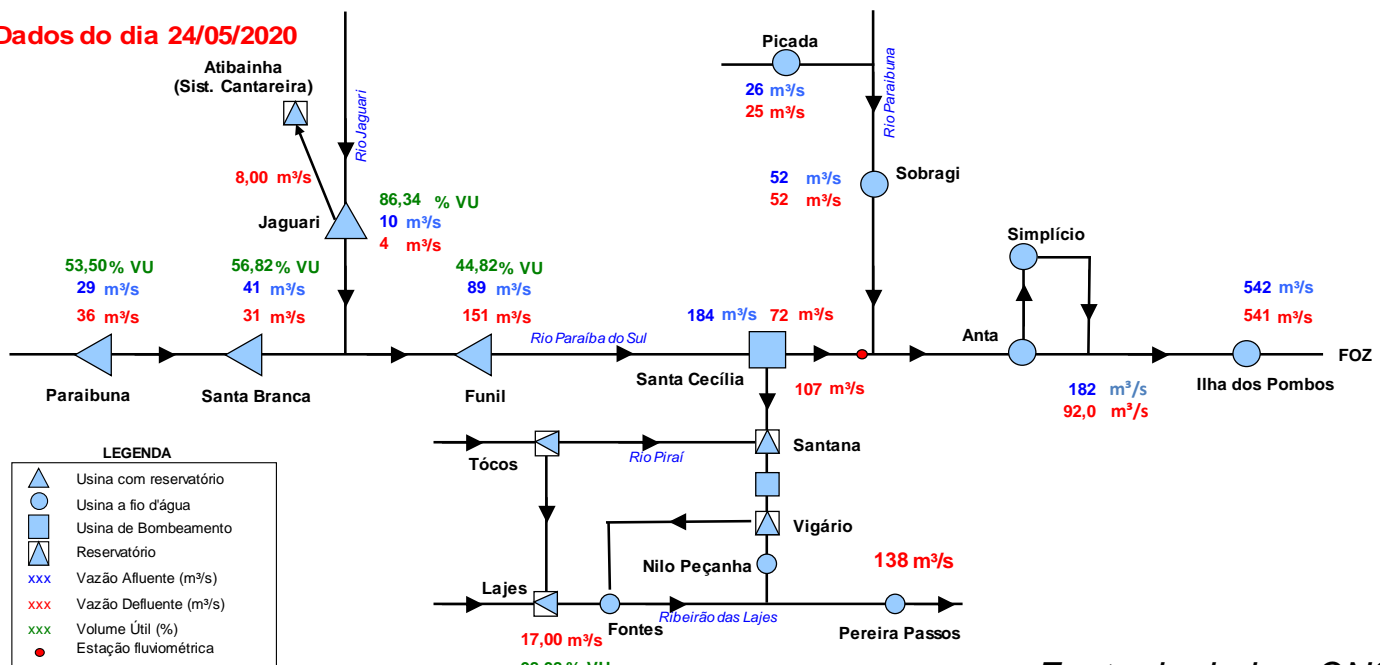 Dados do dia 24/05/2020
Atibainha
(Sist. Cantareira)
Rio Jaguari
8,00 m³/s
Jaguari
86,34 % VU
10 m³/s
4 m³/s
Picada
26 m³/s
25 m³/s
Rio Paraibuna
52 m³/s
52 m³/s
Sobragi
Simplício
53,50 % VU
29 m³/s
36 m³/s
56,82 % VU
41 m³/s
31 m³/s
44,82 % VU
89 m³/s
151 m³/s
Rio Paraíba do Sul
184 m³/s 72 m³/s
Anta
542 m³/s
541 m³/s
FOZ
Paraibuna
Santa Branca
Funil
Santa Cecília
107 m³/s
182 m³/s
92,0 m³/s
Ilha dos Pombos
Tócos
Rio Piraí
Santana
Vigário
Nilo Peçanha
138 m³/s
Lajes
Fontes
Ribeirão das Lajes
Pereira Passos
17,00 m³/s
LEGENDA
Usina com reservatório
Usina a fio d'água
Usina de Bombeamento
Reservatório
xxx Vazão Afluente (m³/s)
xxx Vazão Defluente (m³/s)
xxx Volume Útil (%)
Estação fluviométrica